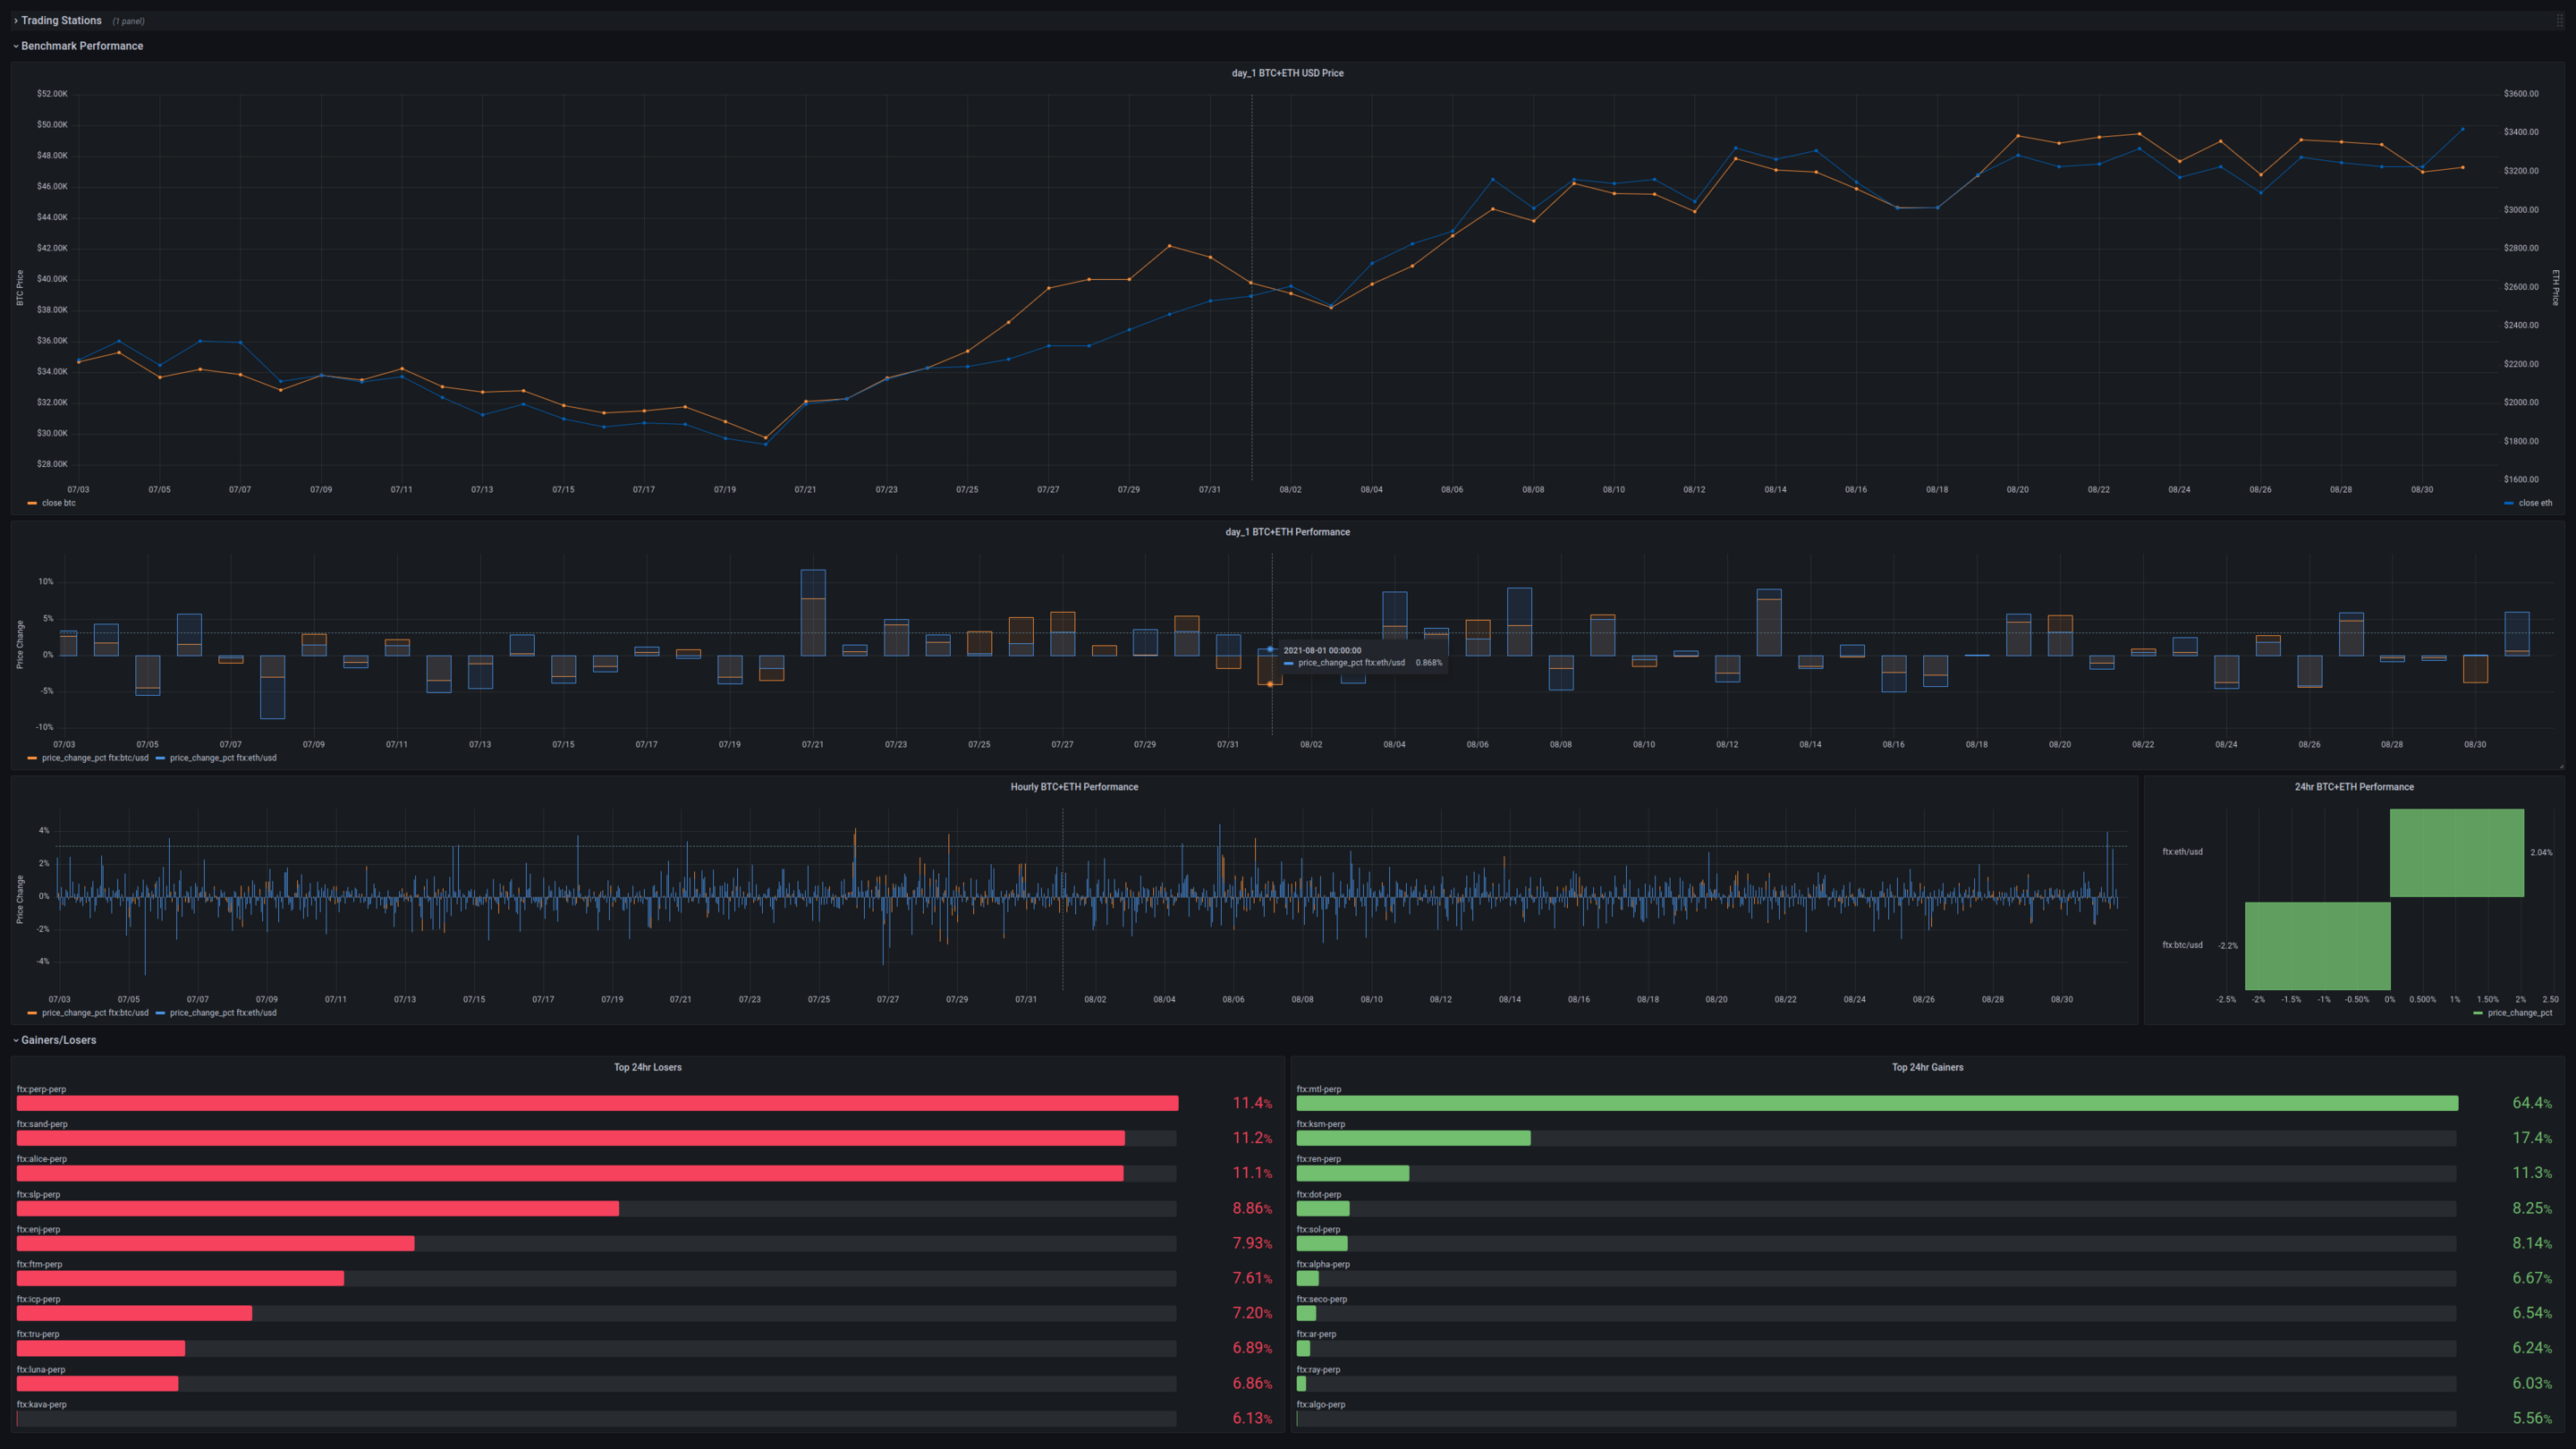 Trading Stations (1 panel)
Benchmark Performance
day_1 BTC+ETH USD Price
$52.00K
$50.00K
$48.00K
$46.00K
$44.00K
$42.00K
$40.00K
$38.00K
$36.00K
$34.00K
$32.00K
$30.00K
$28.00K
BTC Price
$3600.00
$3400.00
$3200.00
$3000.00
$2800.00
$2600.00
$2400.00
$2200.00
$2000.00
$1800.00
$1600.00
ETH Price
07/03 07/05 07/07 07/09 07/11 07/13 07/15 07/17 07/19 07/21 07/23 07/25 07/27 07/29 07/31 08/02 08/04 08/06 08/08 08/10 08/12 08/14 08/16 08/18 08/20 08/22 08/24 08/26 08/28 08/30
close btc
close eth
day_1 BTC+ETH Performance
10%
5%
0%
-5%
-10%
Price Change
2021-08-01 00:00:00
price_change_pct ftx:eth/usd 0.868%
07/03 07/05 07/07 07/09 07/11 07/13 07/15 07/17 07/19 07/21 07/23 07/25 07/27 07/29 07/31 08/02 08/04 08/06 08/08 08/10 08/12 08/14 08/16 08/18 08/20 08/22 08/24 08/26 08/28 08/30
price_change_pct ftx:btc/usd price_change_pct ftx:eth/usd
Hourly BTC+ETH Performance
4%
2%
0%
-2%
-4%
Price Change
07/03 07/05 07/07 07/09 07/11 07/13 07/15 07/17 07/19 07/21 07/23 07/25 07/27 07/29 07/31 08/02 08/04 08/06 08/08 08/10 08/12 08/14 08/16 08/18 08/20 08/22 08/24 08/26 08/28 08/30
price_change_pct ftx:btc/usd price_change_pct ftx:eth/usd
24hr BTC+ETH Performance
ftx:eth/usd 2.04%
ftx:btc/usd -2.2%
-2.5% -2% -1.5% -1% -0.50% 0% 0.500% 1% 1.50% 2% 2.50
price_change_pct
Gainers/Losers
Top 24hr Losers
ftx:perp-perp
11.4%
ftx:sand-perp
11.2%
ftx:alice-perp
11.1%
ftx:slp-perp
8.86%
ftx:enj-perp
7.93%
ftx:ftm-perp
7.61%
ftx:icp-perp
7.20%
ftx:tru-perp
6.89%
ftx:luna-perp
6.86%
ftx:kava-perp
6.13%
Top 24hr Gainers
ftx:mtl-perp
64.4%
ftx:ksm-perp
17.4%
ftx:ren-perp
11.3%
ftx:dot-perp
8.25%
ftx:sol-perp
8.14%
ftx:alpha-perp
6.67%
ftx:seco-perp
6.54%
ftx:ar-perp
6.24%
ftx:ray-perp
6.03%
ftx:algo-perp
5.56%